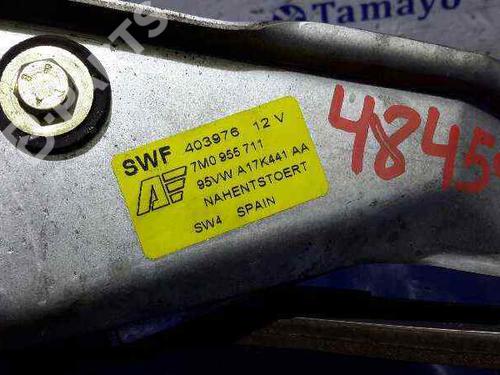 Tamayo
SWF 403976 12 V
7M0 955 711
95VW A17K441 AA
NAHENTSTOERT
SW4 SPAIN
4845